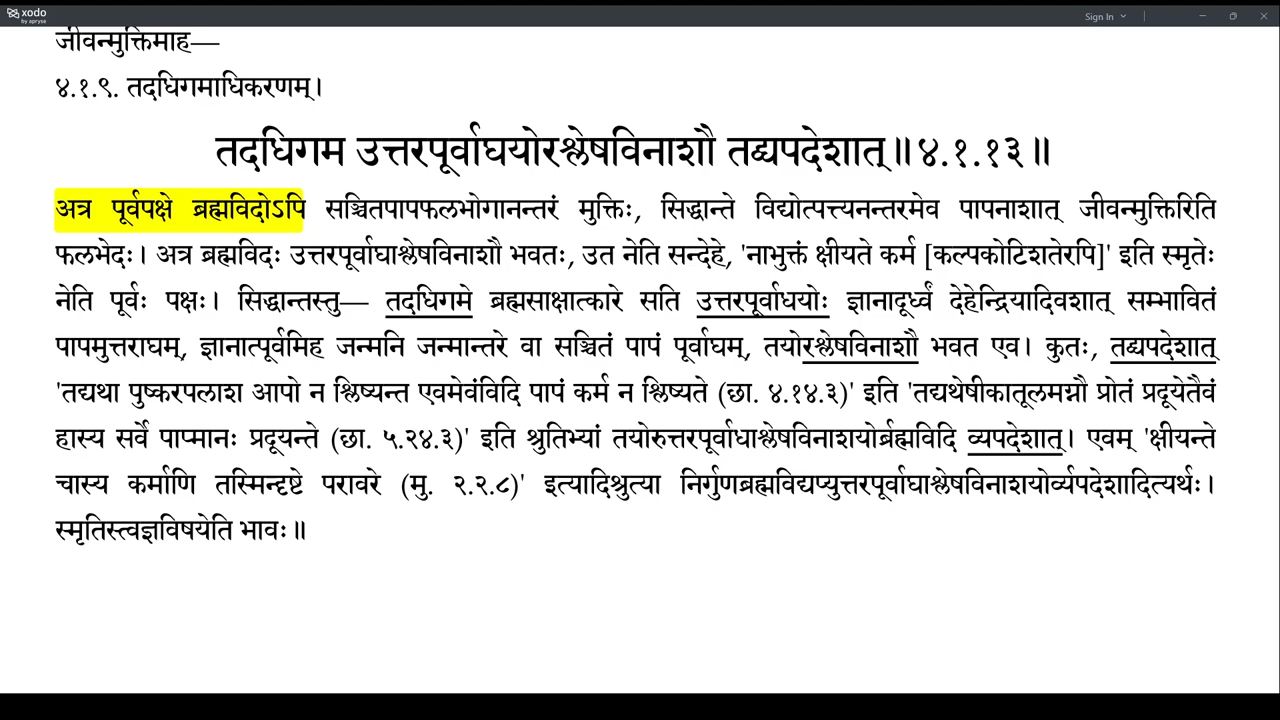 xodo
by apryse
Sign In
जीवन्मुक्तिमाह—
४.१.९. तदधिगमाधिकरणम्।
तदधिगम उत्तरपूर्वाघयोरश्लेषविनाशौ तद्व्यपदेशात्॥४.१.१३॥
अत्र पूर्वपक्षे ब्रह्मविदोऽपि सञ्चितपापफलभोगानन्तरं मुक्तिः, सिद्धान्ते विद्योत्पत्त्यनन्तरमेव पापनाशात् जीवन्मुक्तिरिति
फलभेदः। अत्र ब्रह्मविदः उत्तरपूर्वाघाश्लेषविनाशौ भवतः, उत नेति सन्देहे, 'नाभुक्तं क्षीयते कर्म [कल्पकोटिशतेरपि]' इति स्मृतेः
नेति पूर्वः पक्षः। सिद्धान्तस्तु— तदधिगमे ब्रह्मसाक्षात्कारे सति उत्तरपूर्वाधयोः ज्ञानादूर्ध्वं देहेन्द्रियादिवशात् सम्भावितं
पापमुत्तराघम्, ज्ञानात्पूर्वमिह जन्मनि जन्मान्तरे वा सञ्चितं पापं पूर्वाघम्, तयोरश्लेषविनाशौ भवत एव। कुतः, तद्व्यपदेशात्
'तद्यथा पुष्करपलाश आपो न श्लिष्यन्त एवमेवंविदि पापं कर्म न श्लिष्यते (छा. ४.१४.३)' इति 'तद्यथेषीकातूलमग्नौ प्रोतं प्रदूयेतैवं
हास्य सर्वे पाप्मानः प्रदूयन्ते (छा. ५.२४.३)' इति श्रुतिभ्यां तयोरुत्तरपूर्वाधाश्लेषविनाशयोर्ब्रह्मविदि व्यपदेशात्। एवम् 'क्षीयन्ते
चास्य कर्माणि तस्मिन्दृष्टे परावरे (मु. २.२.८)' इत्यादिश्रुत्या निर्गुणब्रह्मविद्यप्युत्तरपूर्वाघाश्लेषविनाशयोर्व्यपदेशादित्यर्थः।
स्मृतिस्त्वज्ञविषयेति भावः॥